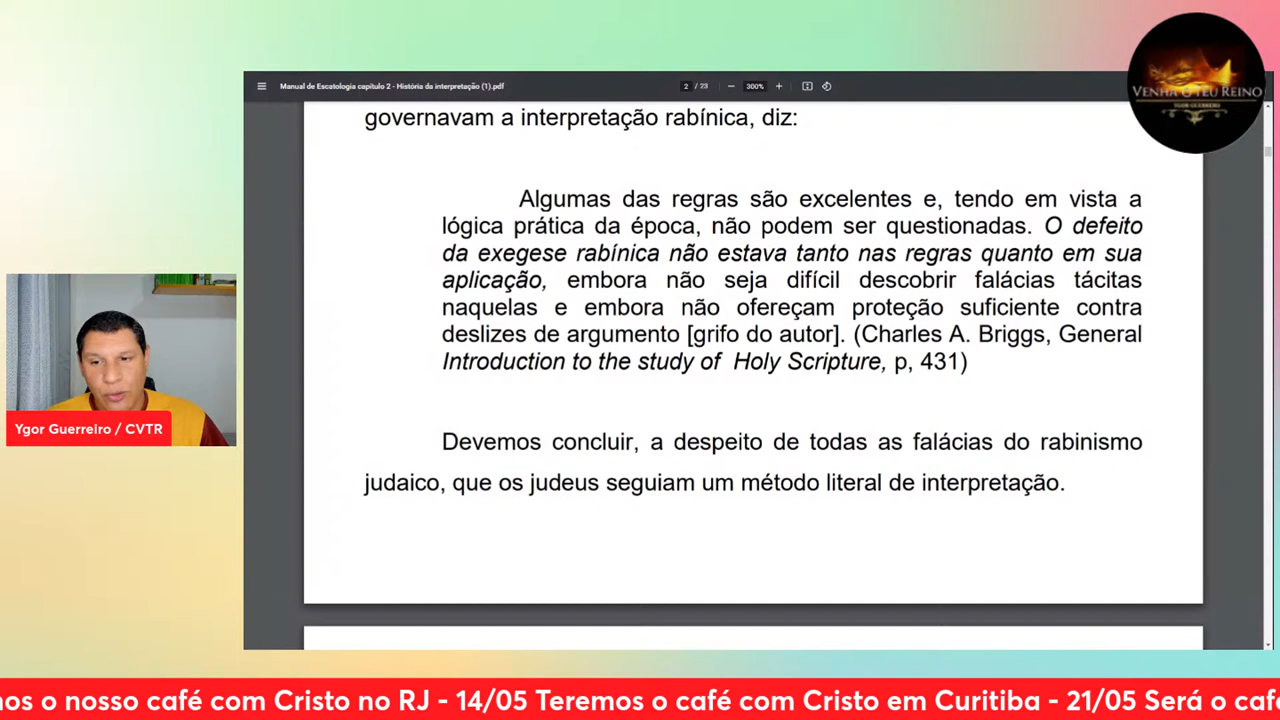 Manual de Escatologia capítulo 2 - História da interpretação (1).pdf
2 / 23
300%
VENHA O TEU REINO
YGOR GUERREIRO
governavam a interpretação rabínica, diz:
Algumas das regras são excelentes e, tendo em vista a
lógica prática da época, não podem ser questionadas. O defeito
da exegese rabínica não estava tanto nas regras quanto em sua
aplicação, embora não seja difícil descobrir falácias tácitas
naquelas e embora não ofereçam proteção suficiente contra
deslizes de argumento [grifo do autor]. (Charles A. Briggs, General
Introduction to the study of Holy Scripture, p, 431)
Devemos concluir, a despeito de todas as falácias do rabinismo
judaico, que os judeus seguiam um método literal de interpretação.
Ygor Guerreiro / CVTR
nos o nosso café com Cristo no RJ - 14/05 Teremos o café com Cristo em Curitiba - 21/05 Será o café